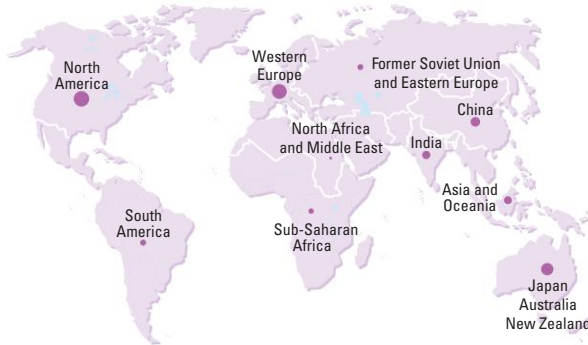 North
America
Western
Europe
Former Soviet Union
and Eastern Europe
China
North Africa
and Middle East
India
Asia and
Oceania
South
America
Sub-Saharan
Africa
Japan
Australia
New Zealand